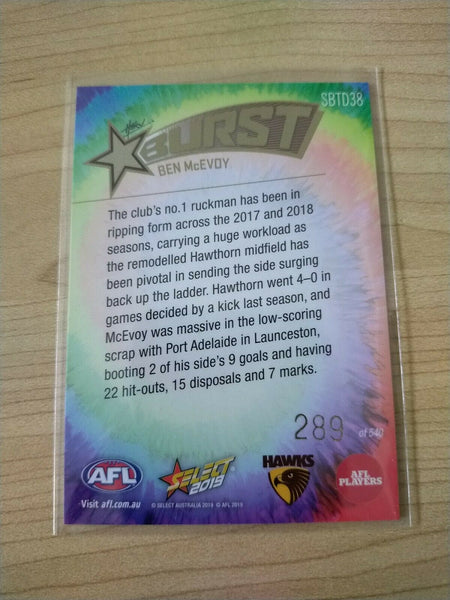 SBTD38
BURST
BEN McEVOY
The club's no.1 ruckman has been in
ripping form across the 2017 and 2018
seasons, carrying a huge workload as
the remodelled Hawthorn midfield has
been pivotal in sending the side surging
back up the ladder. Hawthorn went 4–0 in
games decided by a kick last season, and
McEvoy was massive in the low-scoring
scrap with Port Adelaide in Launceston,
booting 2 of his side's 9 goals and having
22 hit-outs, 15 disposals and 7 marks.
289 of 540
AFL
SELECT
2019
HAWKS
AFL
PLAYERS
Visit afl.com.au
© SELECT AUSTRALIA 2019 © AFL 2019